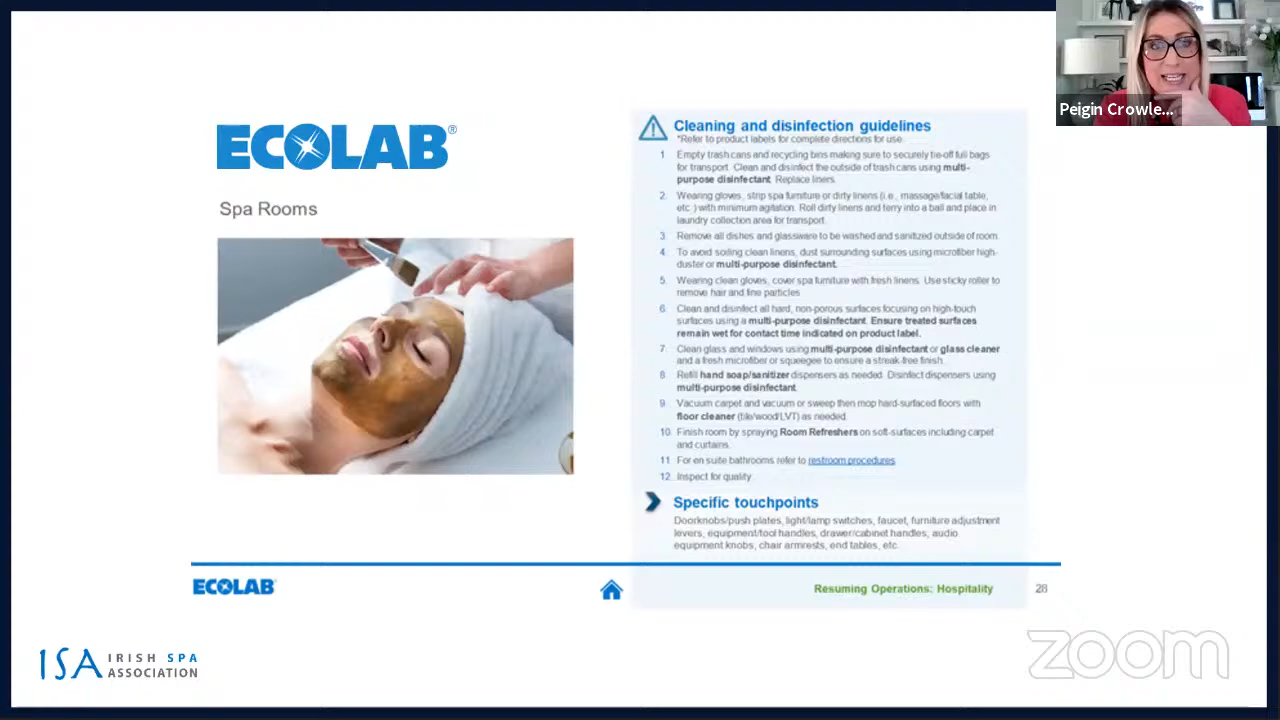 Peigin Crowle...
ECOLAB®
Spa Rooms
Cleaning and disinfection guidelines
*Refer to product labels for complete directions for use.
1. Empty trash cans and recycling bins making sure to securely tie-off full bags
for transport. Clean and disinfect the outside of trash cans using multi-
purpose disinfectant. Replace liners.
2. Wearing gloves, strip spa furniture or dirty linens (i.e., massage/facial table,
etc.) with minimum agitation. Roll dirty linens and terry into a ball and place in
laundry collection area for transport.
3. Remove all dishes and glassware to be washed and sanitized outside of room.
4. To avoid soiling clean linens, dust surrounding surfaces using microfiber high-
duster or multi-purpose disinfectant.
5. Wearing clean gloves, cover spa furniture with fresh linens. Use sticky roller to
remove hair and fine particles
6. Clean and disinfect all hard, non-porous surfaces focusing on high-touch
surfaces using a multi-purpose disinfectant. Ensure treated surfaces
remain wet for contact time indicated on product label.
7. Clean glass and windows using multi-purpose disinfectant or glass cleaner
and a fresh microfiber or squeegee to ensure a streak-free finish.
8. Refill hand soap/sanitizer dispensers as needed. Disinfect dispensers using
multi-purpose disinfectant.
9. Vacuum carpet and vacuum or sweep then mop hard-surfaced floors with
floor cleaner (tile/wood/LVT) as needed.
10. Finish room by spraying Room Refreshers on soft-surfaces including carpet
and curtains.
11. For en suite bathrooms refer to restroom procedures
12. Inspect for quality
Specific touchpoints
Doorknobs/push plates, light/lamp switches, faucet, furniture adjustment
levers, equipment/tool handles, drawer/cabinet handles, audio
equipment knobs, chair armrests, end tables, etc.
ECOLAB
Resuming Operations: Hospitality
28
ISA IRISH SPA
ASSOCIATION
zoom